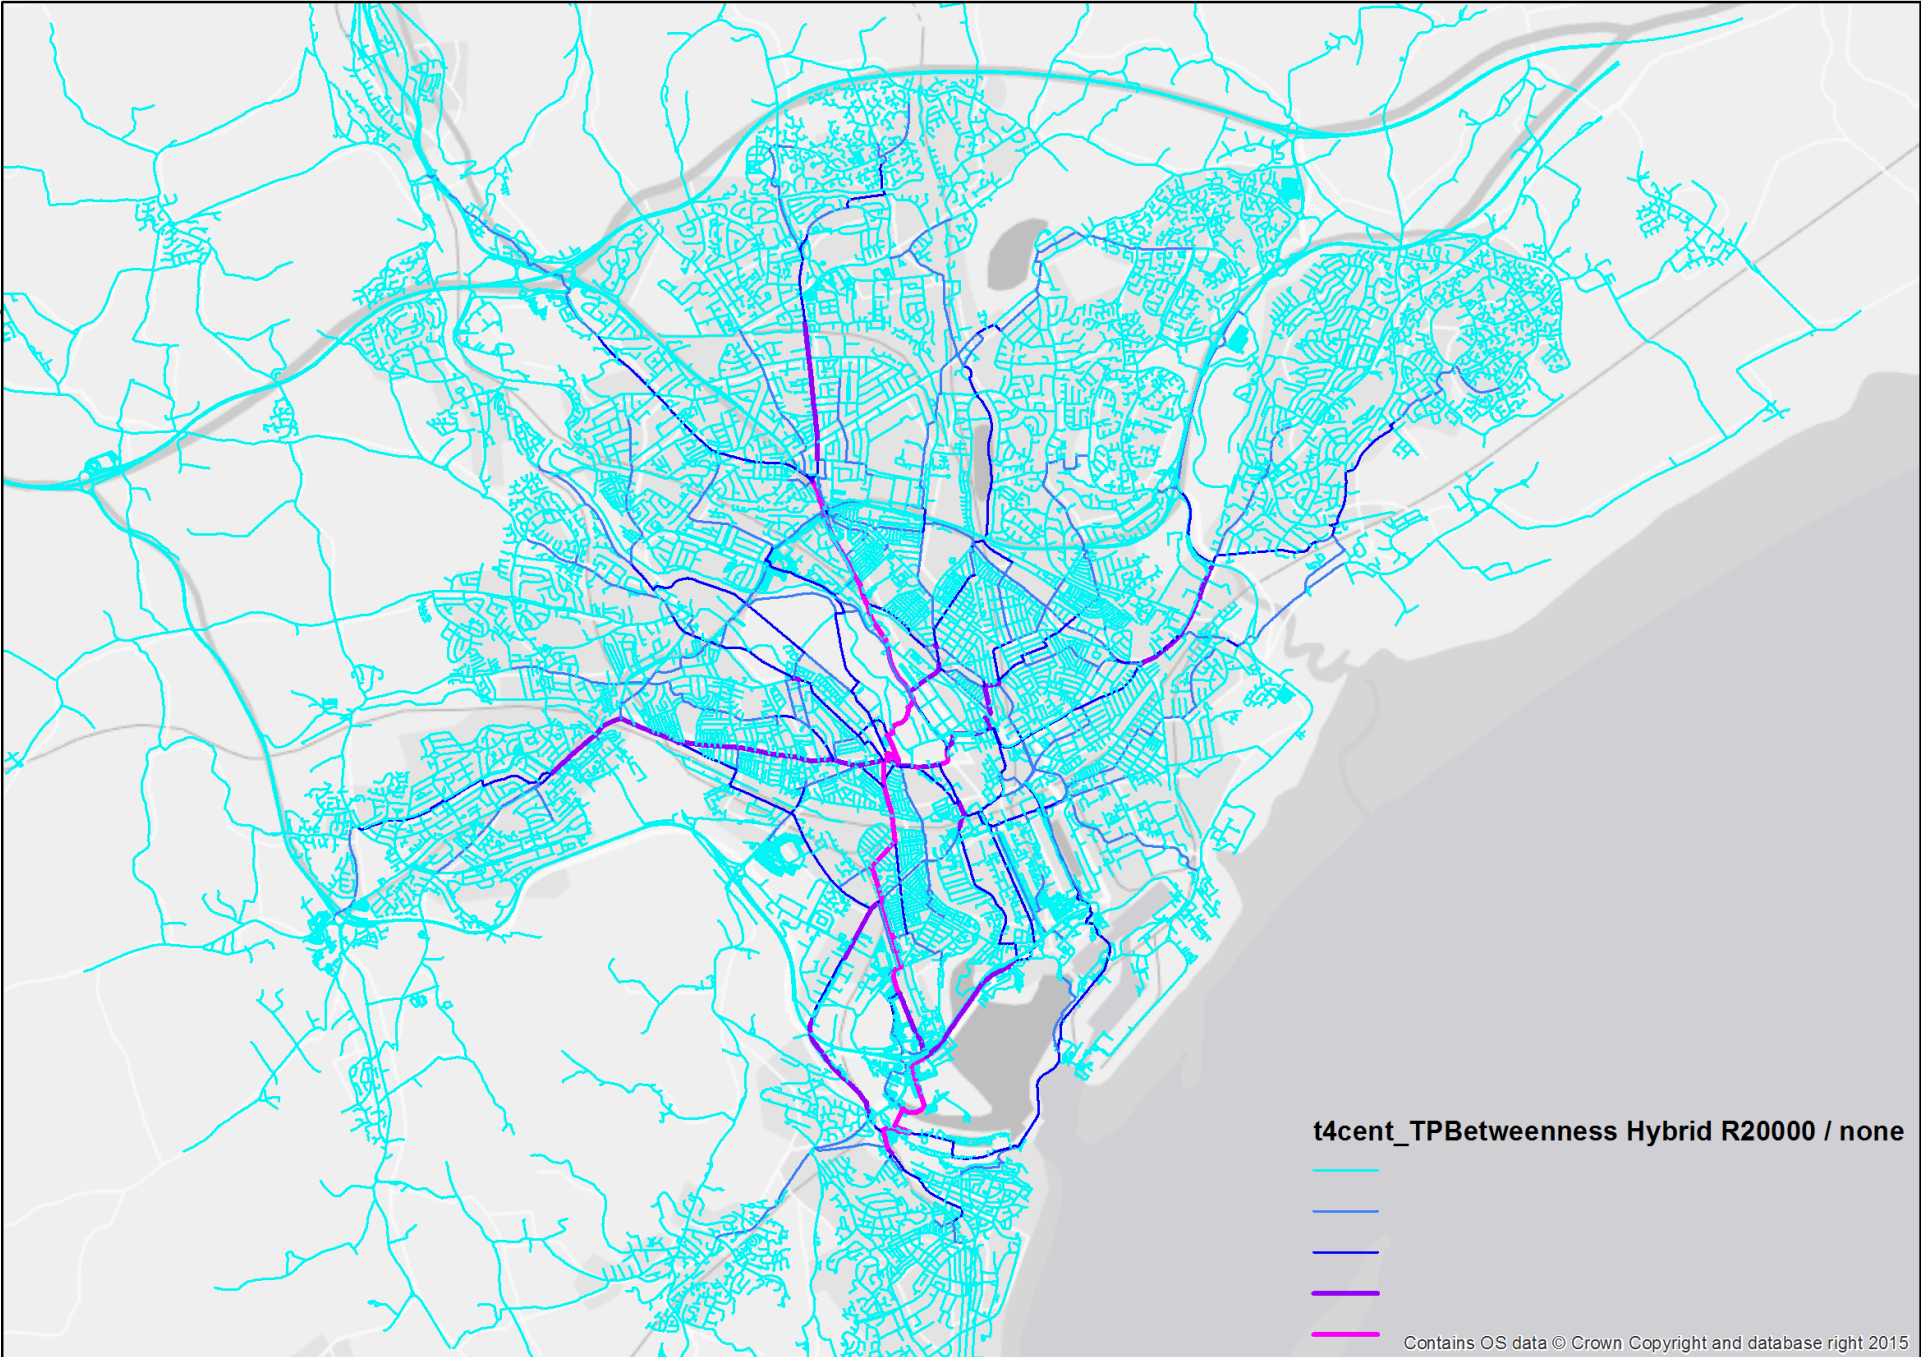 t4cent_TPBetweenness Hybrid R20000 / none
Contains OS data © Crown Copyright and database right 2015